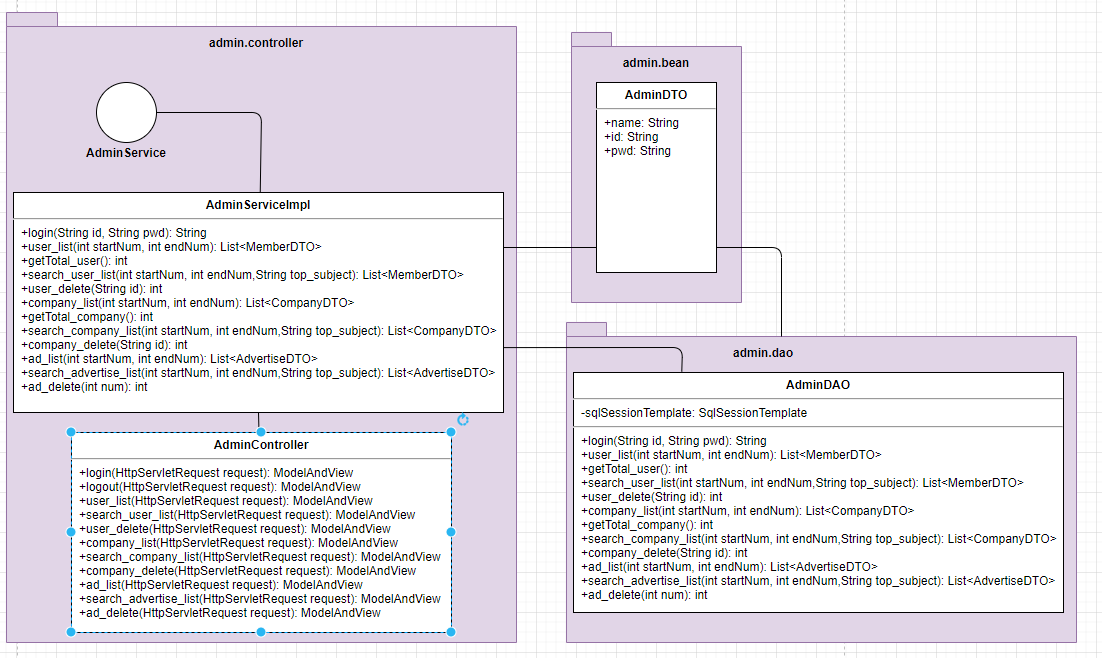 admin.controller
AdminService
AdminServiceImpl
+login(String id, String pwd): String
+user_list(int startNum, int endNum): List<MemberDTO>
+getTotal_user(): int
+search_user_list(int startNum, int endNum,String top_subject): List<MemberDTO>
+user_delete(String id): int
+company_list(int startNum, int endNum): List<CompanyDTO>
+getTotal_company(): int
+search_company_list(int startNum, int endNum,String top_subject): List<CompanyDTO>
+company_delete(String id): int
+ad_list(int startNum, int endNum): List<AdvertiseDTO>
+search_advertise_list(int startNum, int endNum,String top_subject): List<AdvertiseDTO>
+ad_delete(int num): int
AdminController
+login(HttpServletRequest request): ModelAndView
+logout(HttpServletRequest request): ModelAndView
+user_list(HttpServletRequest request): ModelAndView
+search_user_list(HttpServletRequest request): ModelAndView
+user_delete(HttpServletRequest request): ModelAndView
+company_list(HttpServletRequest request): ModelAndView
+search_company_list(HttpServletRequest request): ModelAndView
+company_delete(HttpServletRequest request): ModelAndView
+ad_list(HttpServletRequest request): ModelAndView
+search_advertise_list(HttpServletRequest request): ModelAndView
+ad_delete(HttpServletRequest request): ModelAndView
admin.bean
AdminDTO
+name: String
+id: String
+pwd: String
admin.dao
AdminDAO
-sqlSessionTemplate: SqlSessionTemplate
+login(String id, String pwd): String
+user_list(int startNum, int endNum): List<MemberDTO>
+getTotal_user(): int
+search_user_list(int startNum, int endNum,String top_subject): List<MemberDTO>
+user_delete(String id): int
+company_list(int startNum, int endNum): List<CompanyDTO>
+getTotal_company(): int
+search_company_list(int startNum, int endNum,String top_subject): List<CompanyDTO>
+company_delete(String id): int
+ad_list(int startNum, int endNum): List<AdvertiseDTO>
+search_advertise_list(int startNum, int endNum,String top_subject): List<AdvertiseDTO>
+ad_delete(int num): int